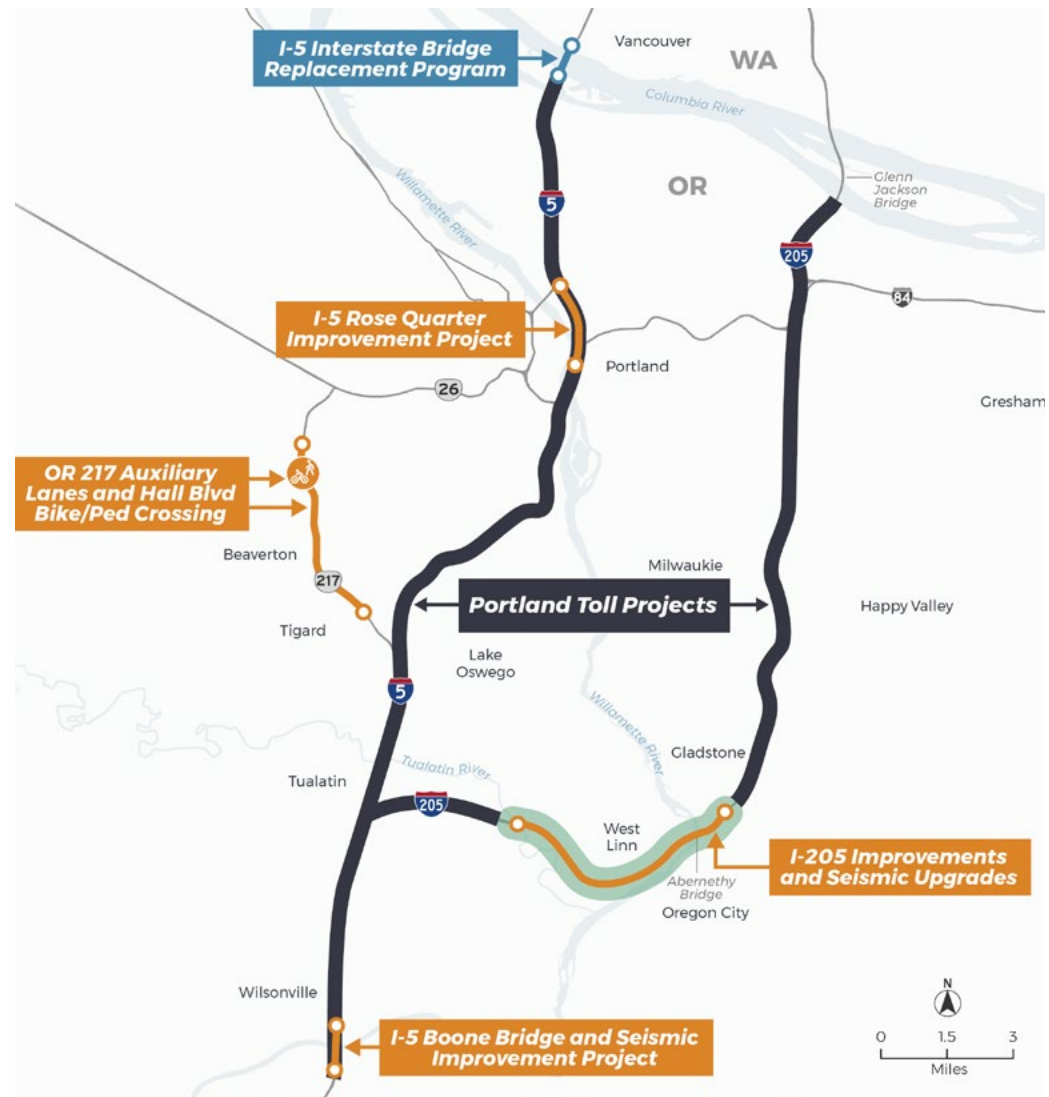 I-5 Interstate Bridge
Replacement Program
Vancouver
WA
Columbia River
OR
Glenn
Jackson
Bridge
Willamette River
5
205
84
I-5 Rose Quarter
Improvement Project
Portland
26
Gresham
OR 217 Auxiliary
Lanes and Hall Blvd
Bike/Ped Crossing
Beaverton
217
Tigard
Milwaukie
Portland Toll Projects
Happy Valley
Lake
Oswego
5
Willamette River
Gladstone
Tualatin
Tualatin River
205
West
Linn
I-205 Improvements
and Seismic Upgrades
Abernethy
Bridge
Oregon City
Wilsonville
I-5 Boone Bridge and Seismic
Improvement Project
N
0 1.5 3
Miles